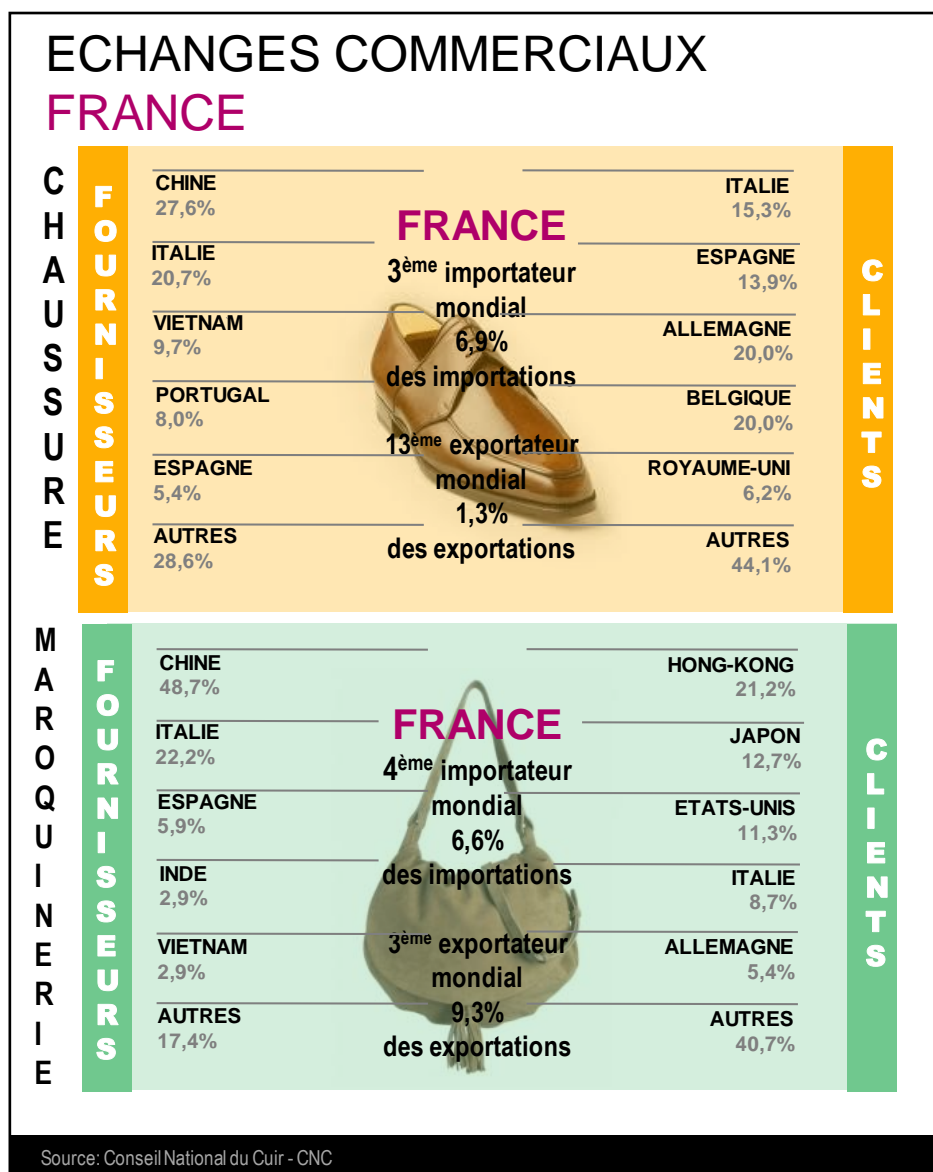 ECHANGES COMMERCIAUX
FRANCE
CHAUSSURE
FOURNISSEURS
CHINE
27,6%
ITALIE
20,7%
VIETNAM
9,7%
PORTUGAL
8,0%
ESPAGNE
5,4%
AUTRES
28,6%
FRANCE
3ème importateur
mondial
6,9%
des importations
13ème exportateur
mondial
1,3%
des exportations
ITALIE
15,3%
ESPAGNE
13,9%
ALLEMAGNE
20,0%
BELGIQUE
20,0%
ROYAUME-UNI
6,2%
AUTRES
44,1%
CLIENTS
MAROQUINERIE
FOURNISSEURS
CHINE
48,7%
ITALIE
22,2%
ESPAGNE
5,9%
INDE
2,9%
VIETNAM
2,9%
AUTRES
17,4%
FRANCE
4ème importateur
mondial
6,6%
des importations
3ème exportateur
mondial
9,3%
des exportations
HONG-KONG
21,2%
JAPON
12,7%
ETATS-UNIS
11,3%
ITALIE
8,7%
ALLEMAGNE
5,4%
AUTRES
40,7%
CLIENTS
Source: Conseil National du Cuir - CNC